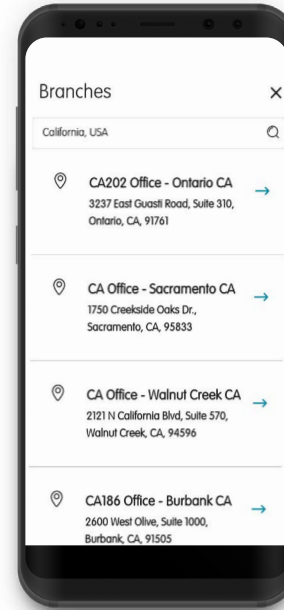 Branches
California, USA
CA202 Office - Ontario CA
3237 East Guasti Road, Suite 310,
Ontario, CA, 91761
CA Office - Sacramento CA
1750 Creekside Oaks Dr.,
Sacramento, CA, 95833
CA Office - Walnut Creek CA
2121 N California Blvd, Suite 570,
Walnut Creek, CA, 94596
CA186 Office - Burbank CA
2600 West Olive, Suite 1000,
Burbank, CA, 91505